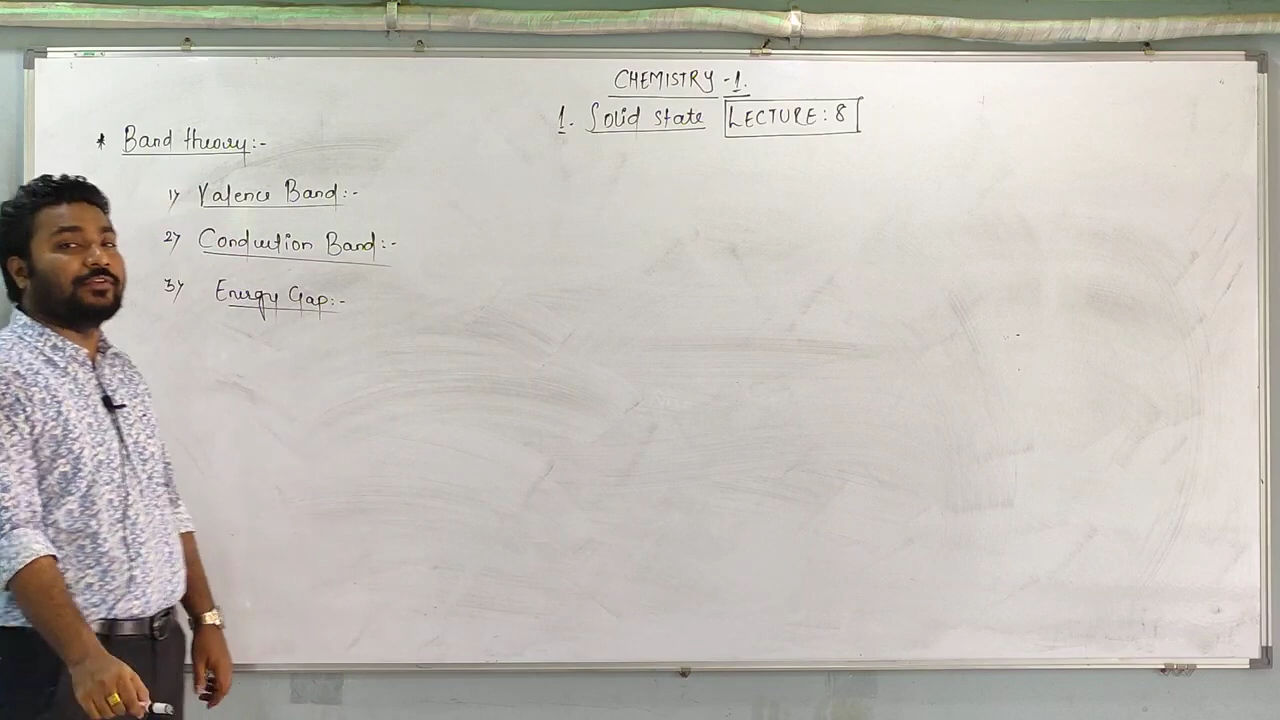 CHEMISTRY - 1.
1. Solid state LECTURE : 8
* Band theory :-
1) Valence Band :-
2) Conduction Band :-
3) Energy Gap :-